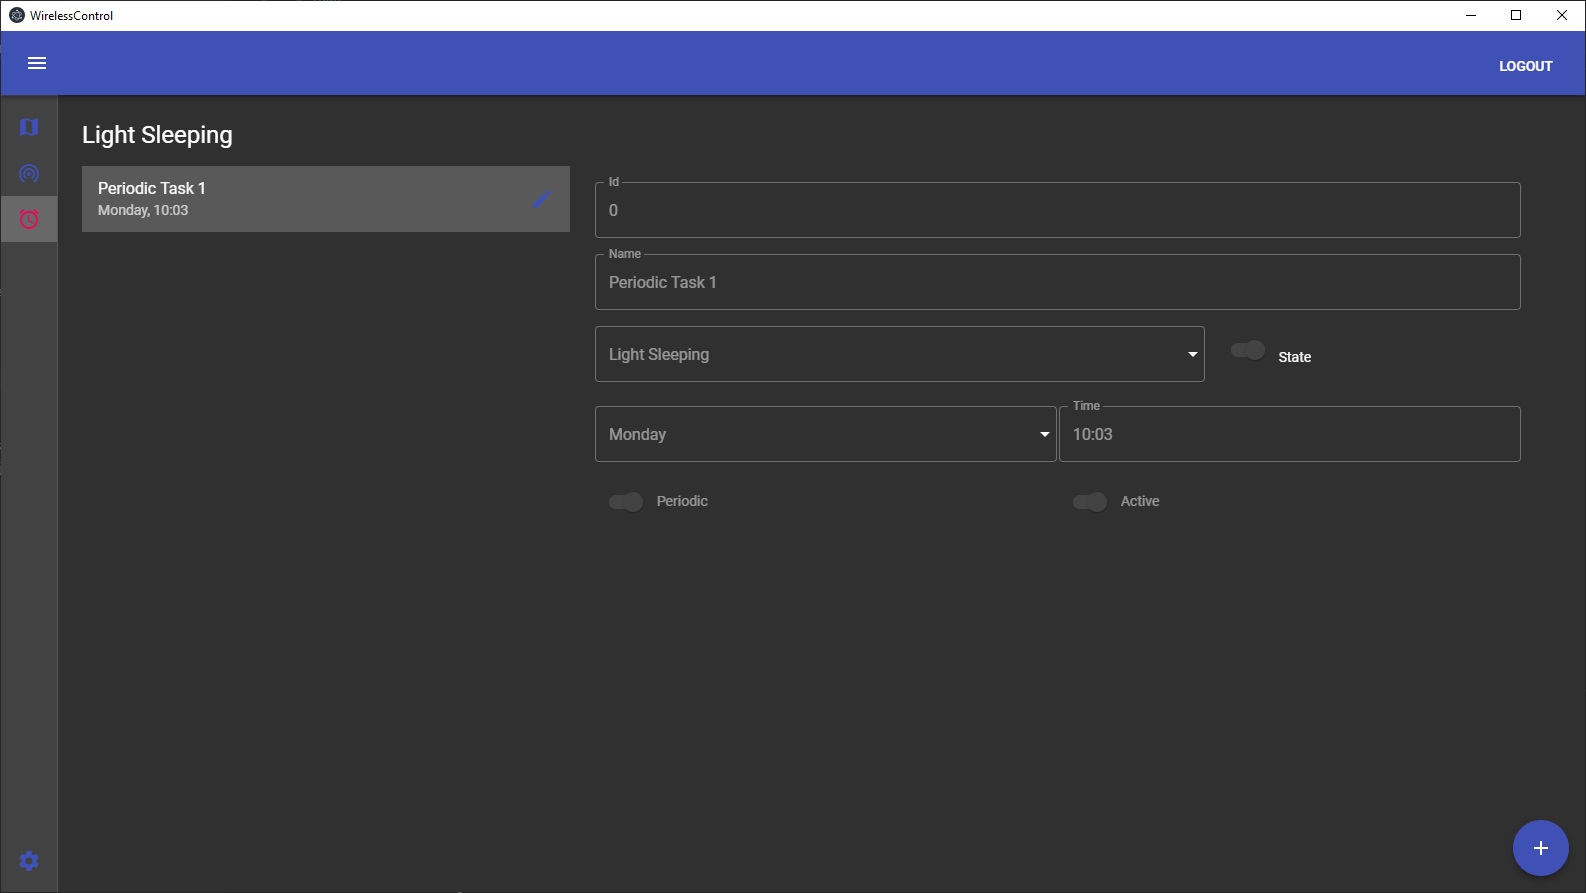 WirelessControl
LOGOUT
Light Sleeping
Periodic Task 1
Monday, 10:03
Id
0
Name
Periodic Task 1
Light Sleeping
State
Monday
Time
10:03
Periodic
Active